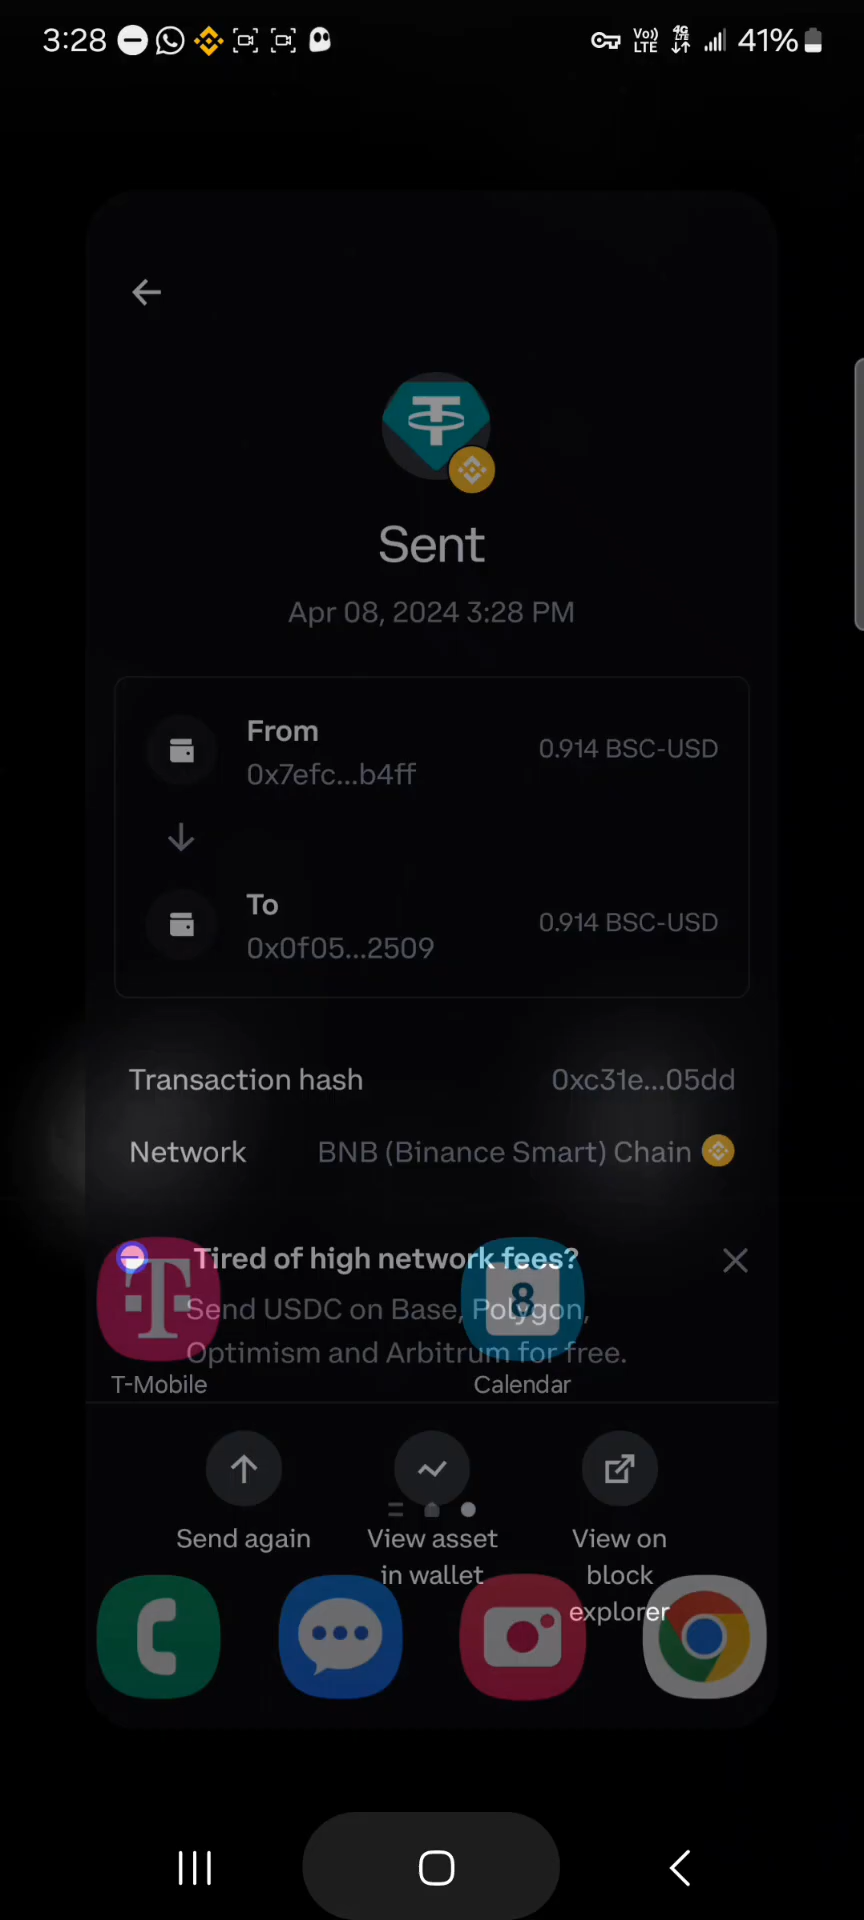 3:28 VoLTE 4G LTE 41%
Sent
Apr 08, 2024 3:28 PM
From
0.914 BSC-USD
0x7efc...b4ff
To
0.914 BSC-USD
0x0f05...2509
Transaction hash 0xc31e...05dd
Network BNB (Binance Smart) Chain
Tired of high network fees?
Send USDC on Base, Polygon,
Optimism and Arbitrum for free.
T
8
T-Mobile Calendar
Send again
View asset
in wallet
View on
block
explorer